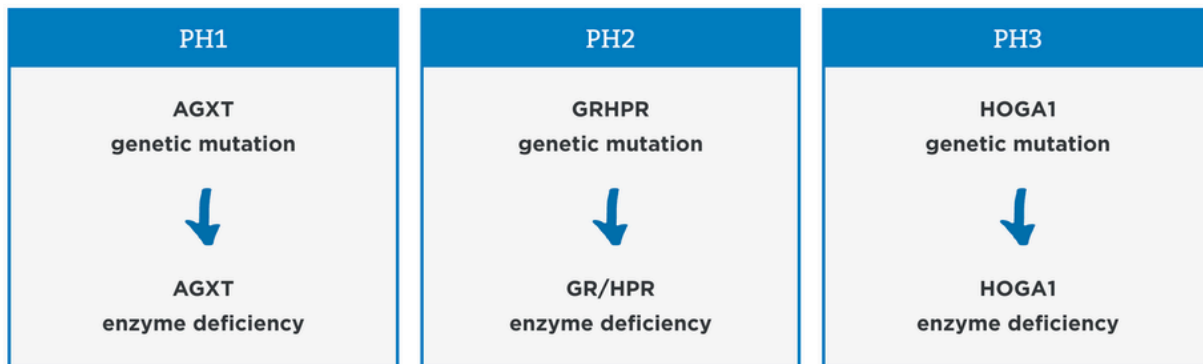 PH1
AGXT
genetic mutation
AGXT
enzyme deficiency
PH2
GRHPR
genetic mutation
GR/HPR
enzyme deficiency
PH3
HOGA1
genetic mutation
HOGA1
enzyme deficiency